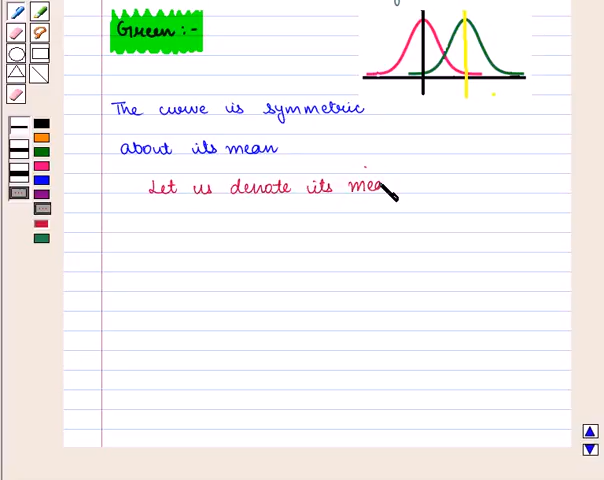 Green :-
The curve is symmetric
about its mean
Let us denote its mea